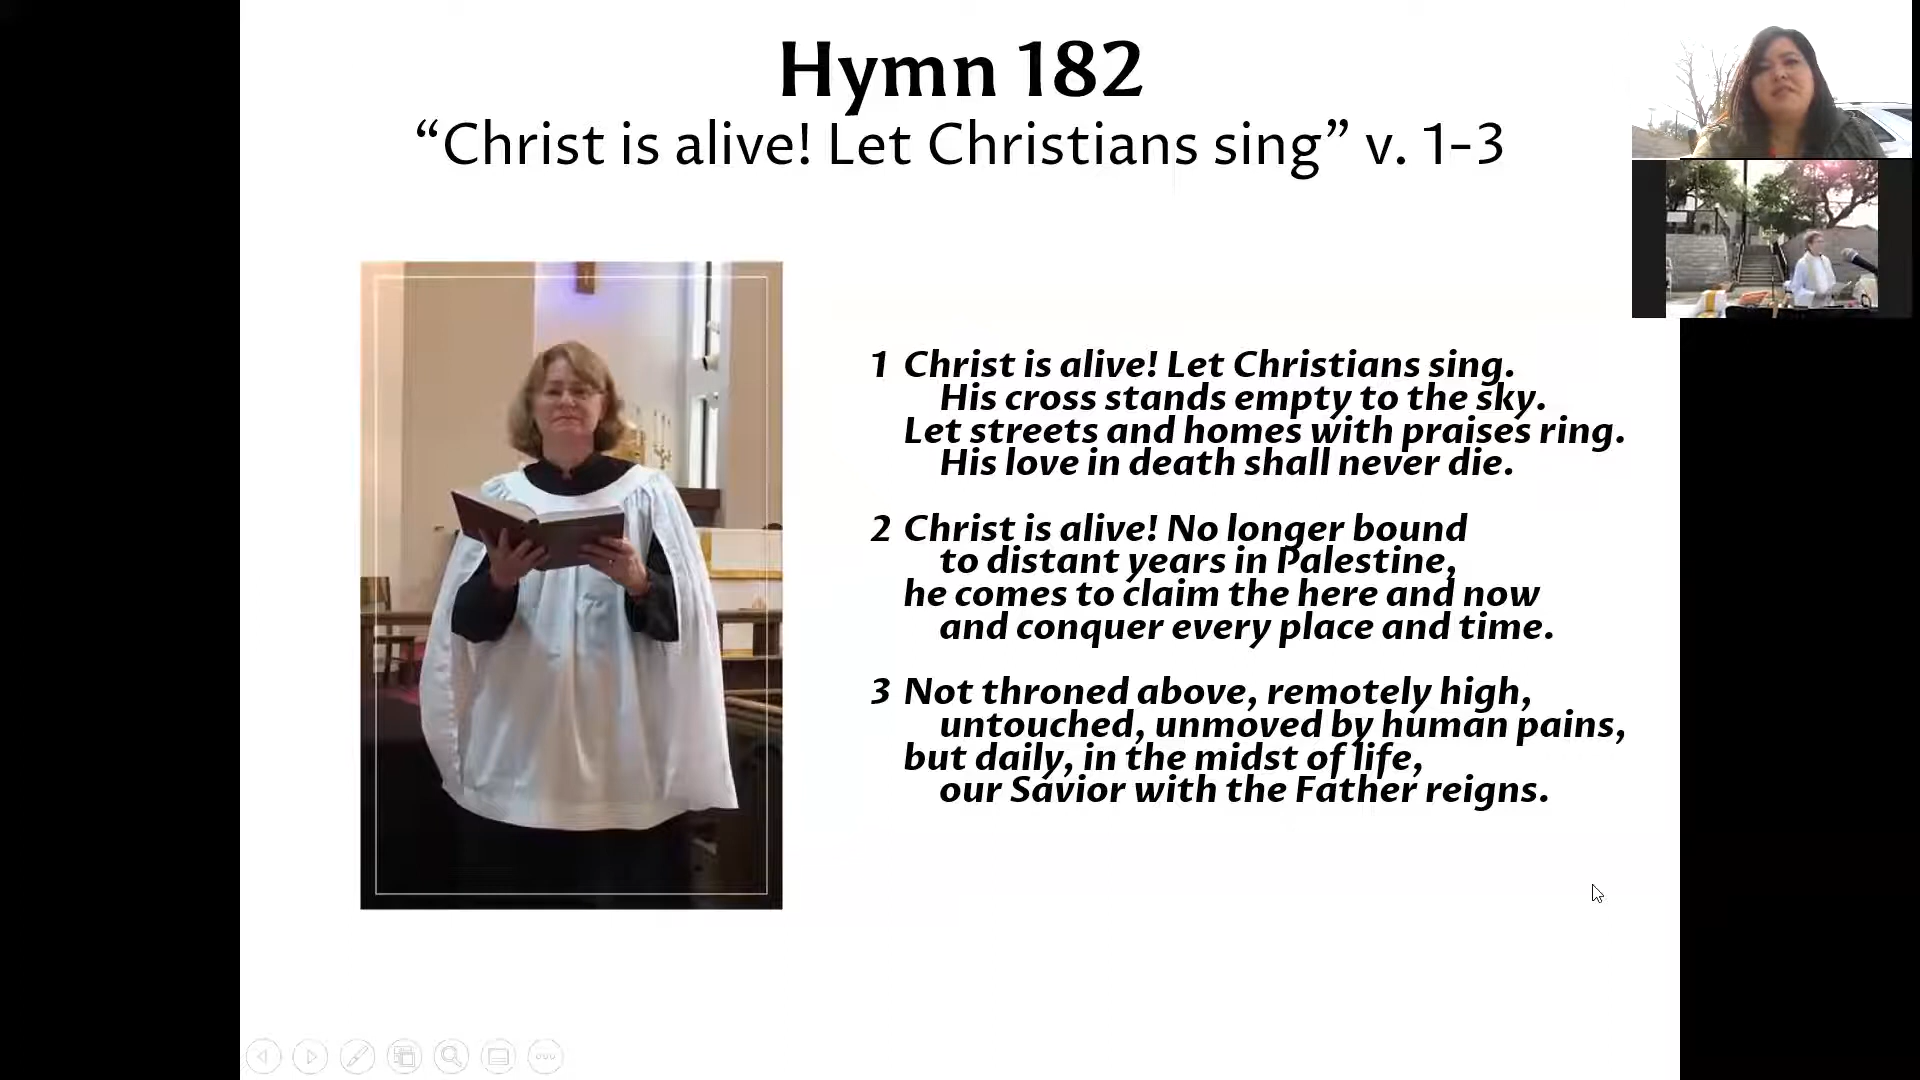 Hymn 182
“Christ is alive! Let Christians sing” v. 1-3
1 Christ is alive! Let Christians sing.
His cross stands empty to the sky.
Let streets and homes with praises ring.
His love in death shall never die.
2 Christ is alive! No longer bound
to distant years in Palestine,
he comes to claim the here and now
and conquer every place and time.
3 Not throned above, remotely high,
untouched, unmoved by human pains,
but daily, in the midst of life,
our Savior with the Father reigns.